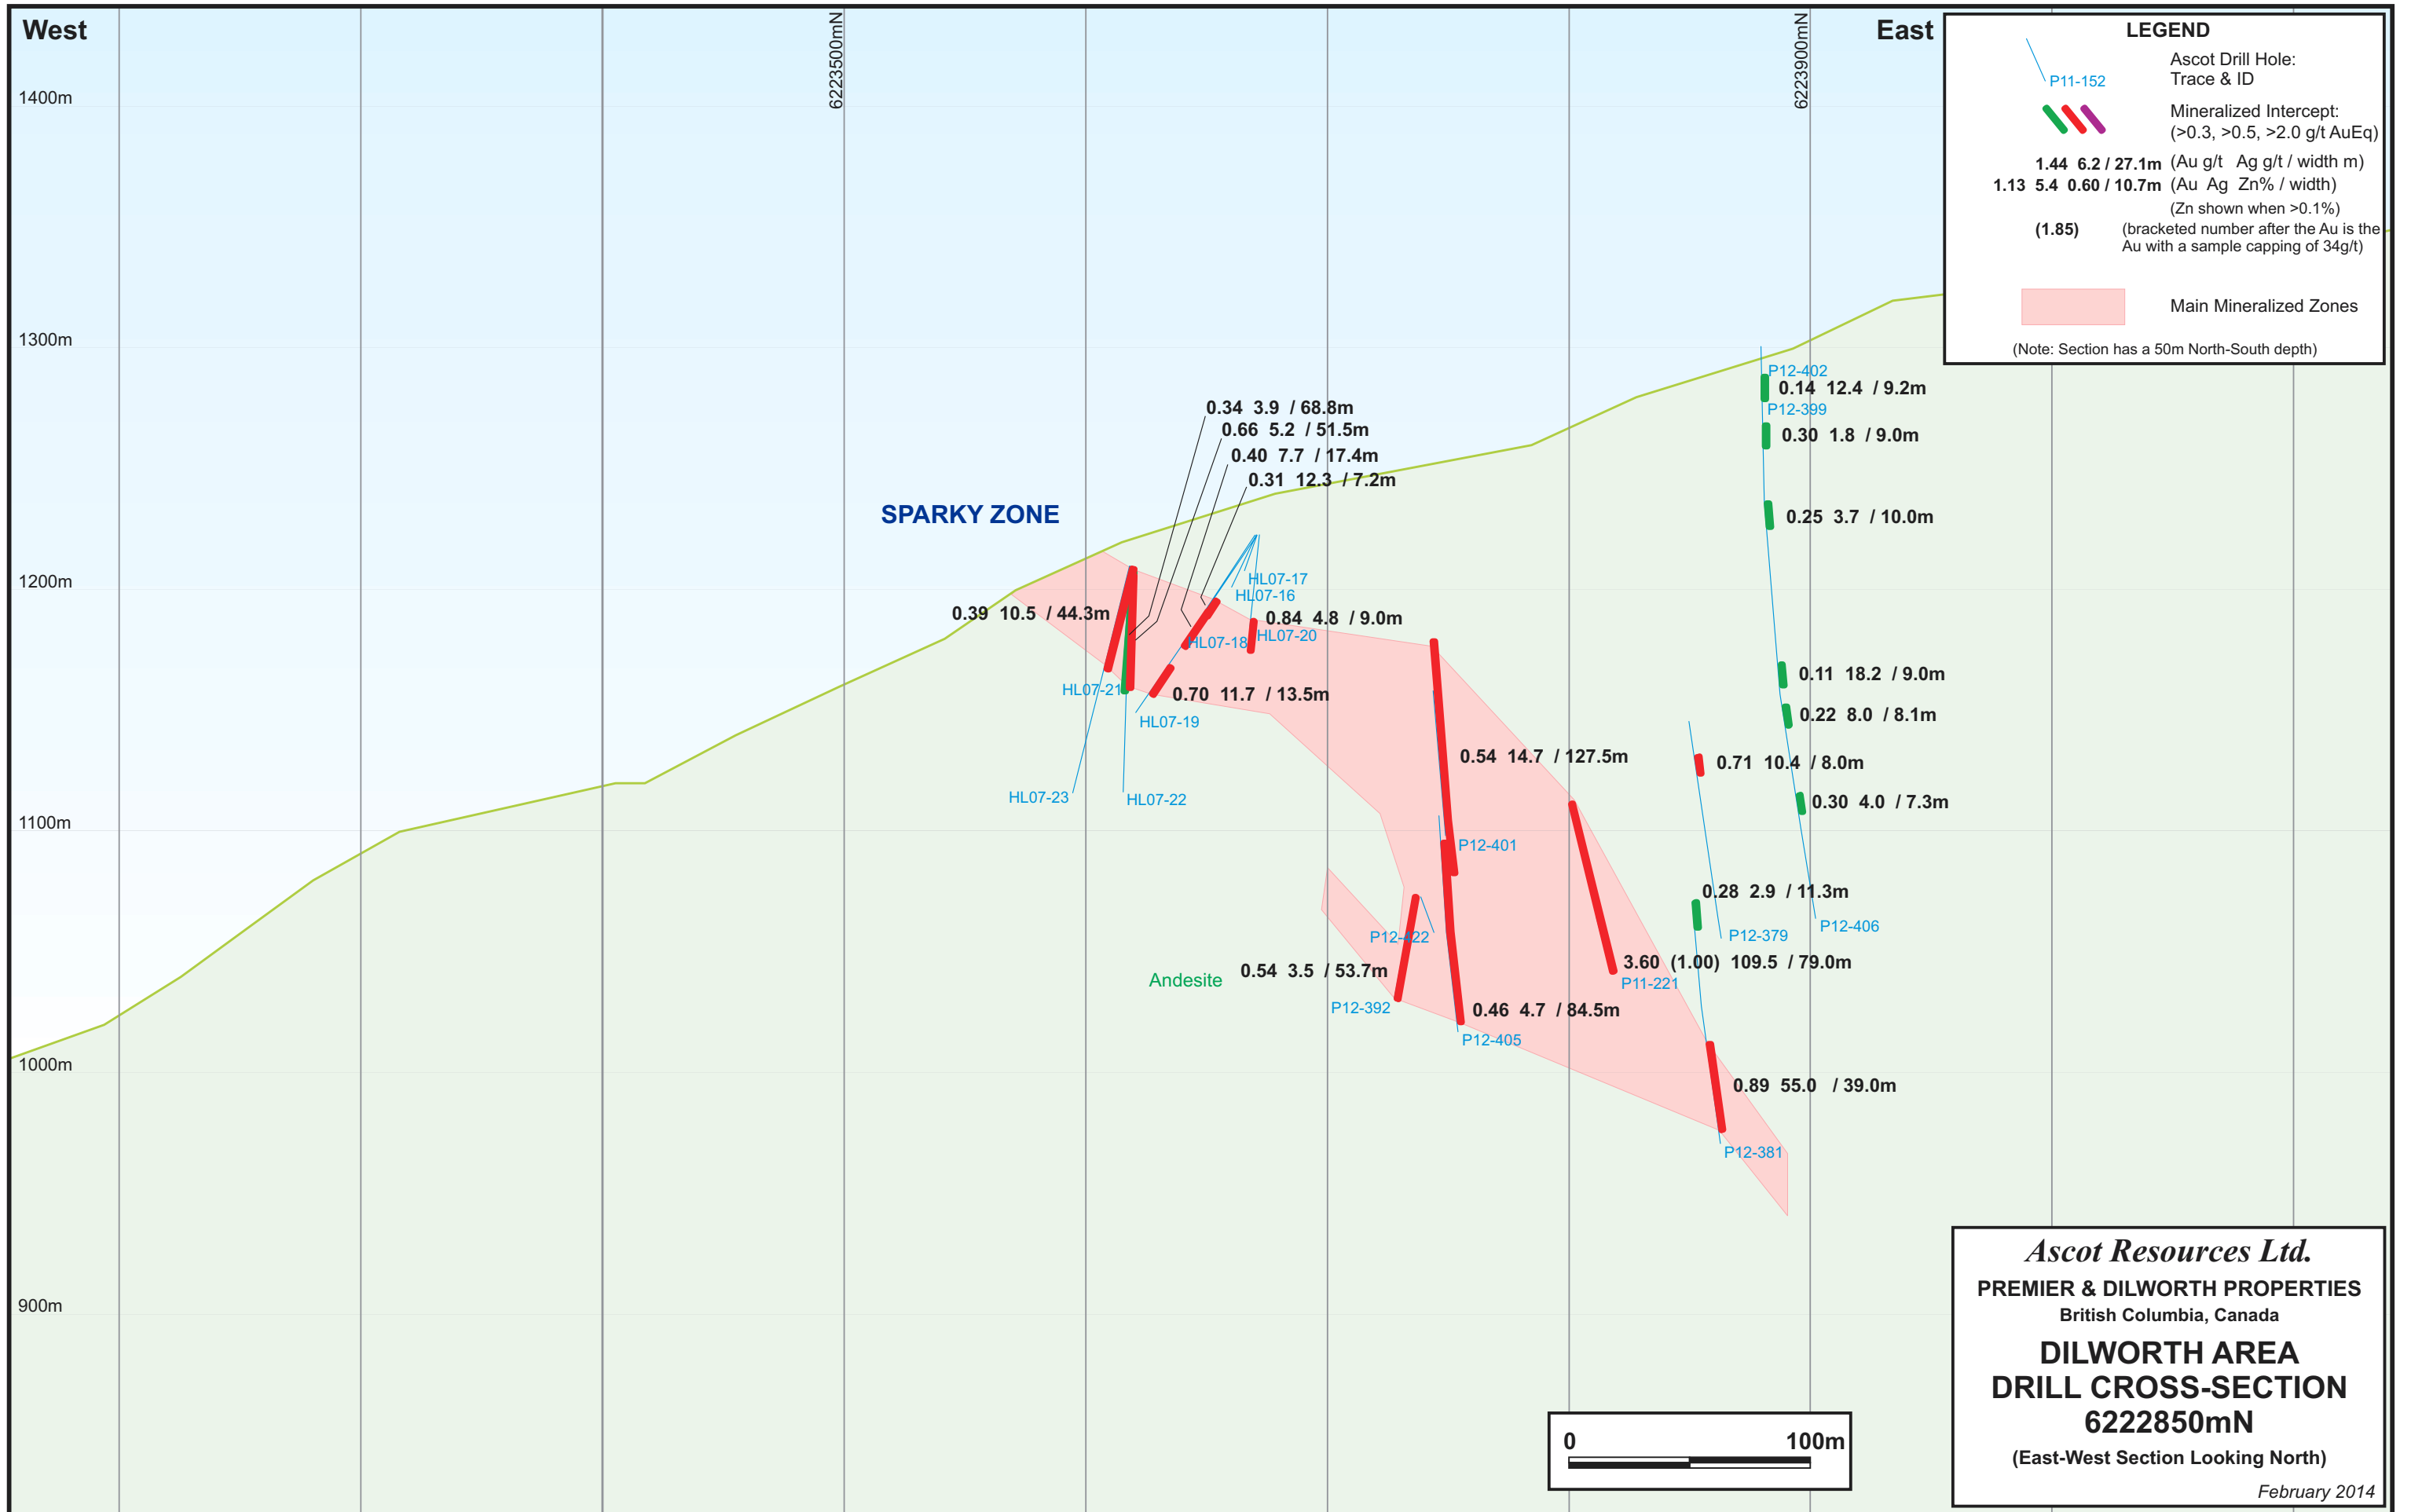 West
6223500mN
6223900mN
East
1400m
1300m
1200m
1100m
1000m
900m
LEGEND
Ascot Drill Hole:
Trace & ID
P11-152
Mineralized Intercept:
(>0.3, >0.5, >2.0 g/t AuEq)
1.44 6.2 / 27.1m (Au g/t Ag g/t / width m)
1.13 5.4 0.60 / 10.7m (Au Ag Zn% / width)
(Zn shown when >0.1%)
(1.85) (bracketed number after the Au is the
Au with a sample capping of 34g/t)
Main Mineralized Zones
(Note: Section has a 50m North-South depth)
P12-402
0.14 12.4 / 9.2m
P12-399
0.30 1.8 / 9.0m
0.25 3.7 / 10.0m
0.34 3.9 / 68.8m
0.66 5.2 / 51.5m
0.40 7.7 / 17.4m
0.31 12.3 / 7.2m
SPARKY ZONE
HL07-17
HL07-16
0.39 10.5 / 44.3m
0.84 4.8 / 9.0m
HL07-18
HL07-20
HL07-21
0.70 11.7 / 13.5m
HL07-19
HL07-23
HL07-22
0.11 18.2 / 9.0m
0.22 8.0 / 8.1m
0.54 14.7 / 127.5m
0.71 10.4 / 8.0m
0.30 4.0 / 7.3m
P12-401
0.28 2.9 / 11.3m
P12-406
P12-422
P12-379
Andesite
0.54 3.5 / 53.7m
3.60 (1.00) 109.5 / 79.0m
P11-221
P12-392
0.46 4.7 / 84.5m
P12-405
0.89 55.0 / 39.0m
P12-381
0 100m
Ascot Resources Ltd.
PREMIER & DILWORTH PROPERTIES
British Columbia, Canada
DILWORTH AREA
DRILL CROSS-SECTION
6222850mN
(East-West Section Looking North)
February 2014